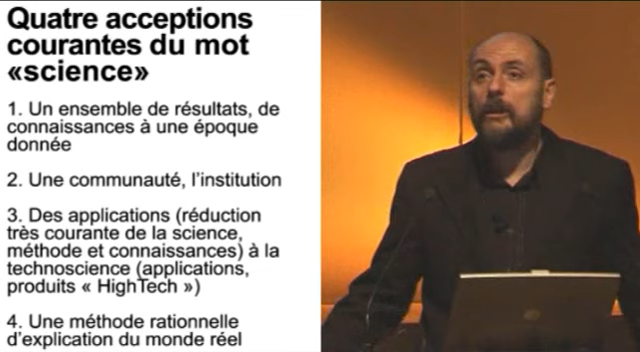 Quatre acceptions
courantes du mot
«science»
1. Un ensemble de résultats, de
connaissances à une époque
donnée
2. Une communauté, l'institution
3. Des applications (réduction
très courante de la science,
méthode et connaissances) à la
technoscience (applications,
produits « HighTech »)
4. Une méthode rationnelle
d'explication du monde réel